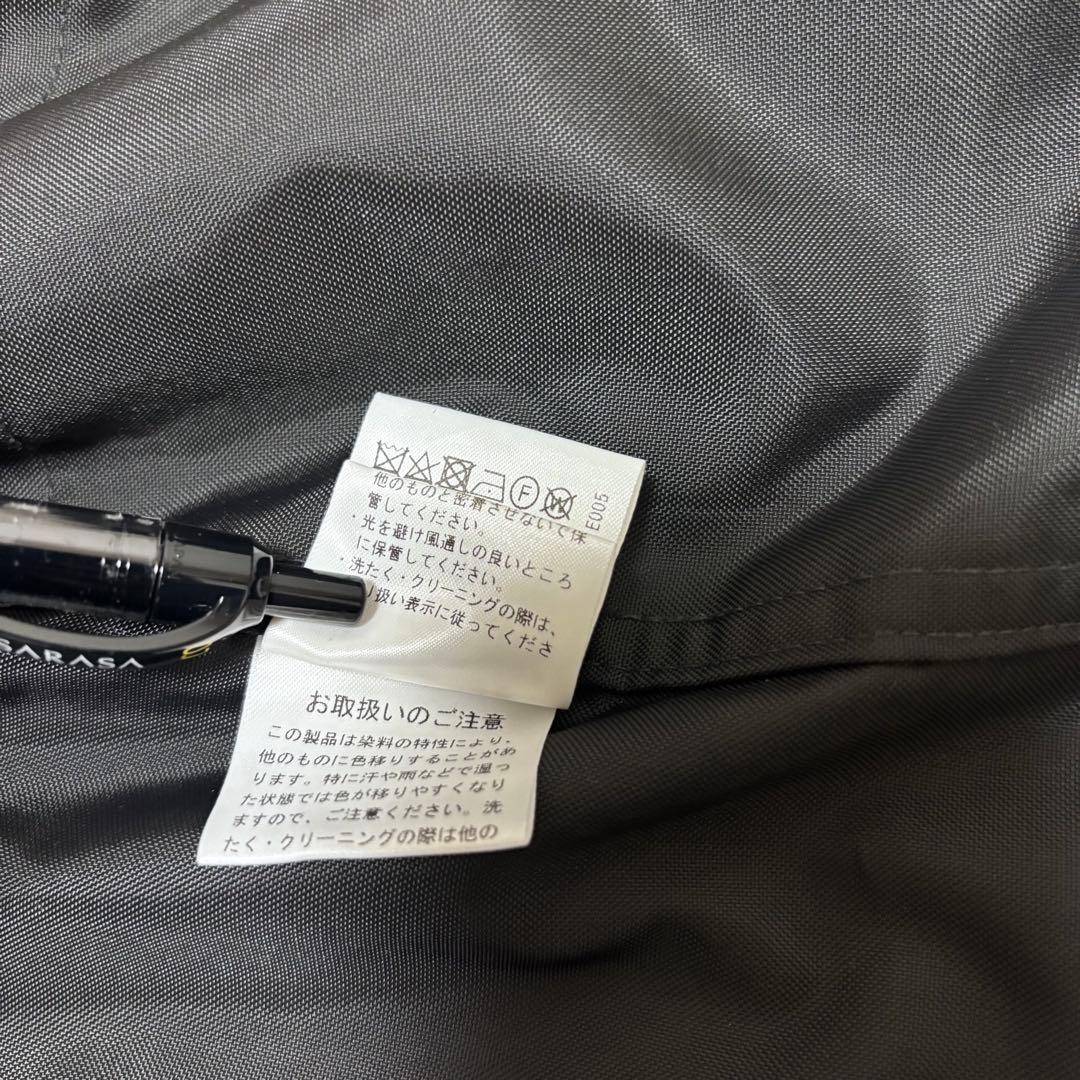 E005
他のものと密着させないで保
管してください。
・光を避け風通しの良いところ
に保管してください。
・洗たく・クリーニングの際は、
り扱い表示に従ってくださ
F
W
SARASA
お取扱いのご注意
この製品は染料の特性により、
他のものに色移りすることがあ
ります。特に汗や雨などで湿っ
た状態では色が移りやすくなり
ますので、ご注意ください。洗
たく・クリーニングの際は他の